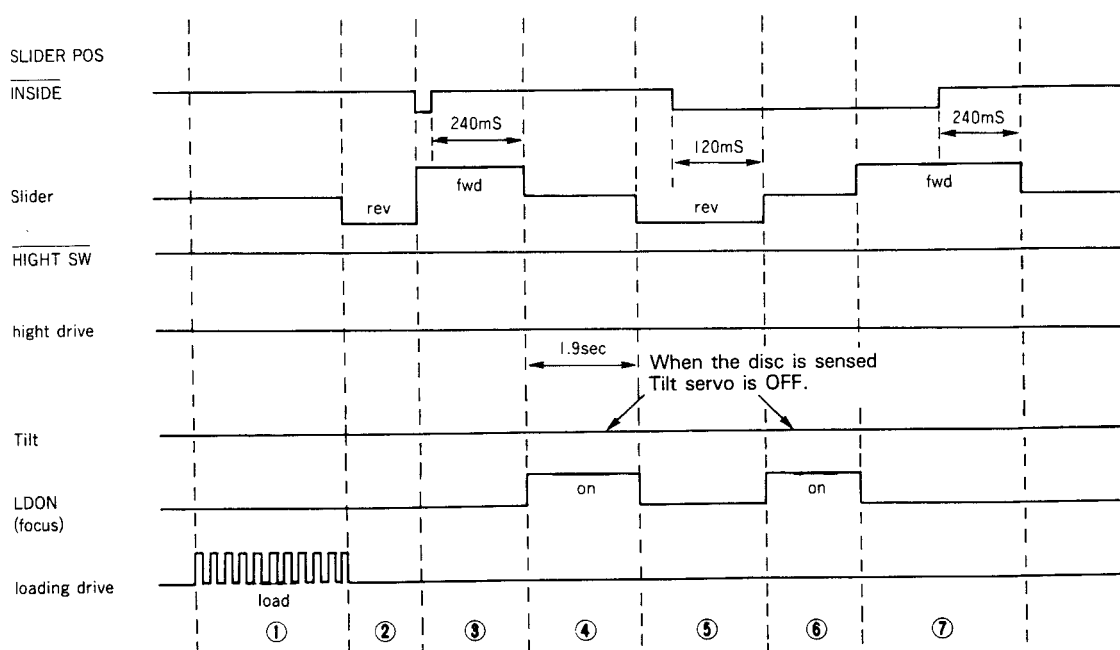 SLIDER POS
INSIDE
240mS
240mS
120mS
Slider
rev
fwd
rev
fwd
HIGHT SW
hight drive
1.9sec
When the disc is sensed
Tilt servo is OFF.
Tilt
LDON
(focus)
on
on
loading drive
load
① ② ③ ④ ⑤ ⑥ ⑦